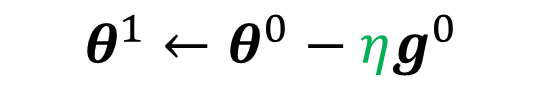 𝜽¹ ← 𝜽⁰ − 𝜂𝒈⁰